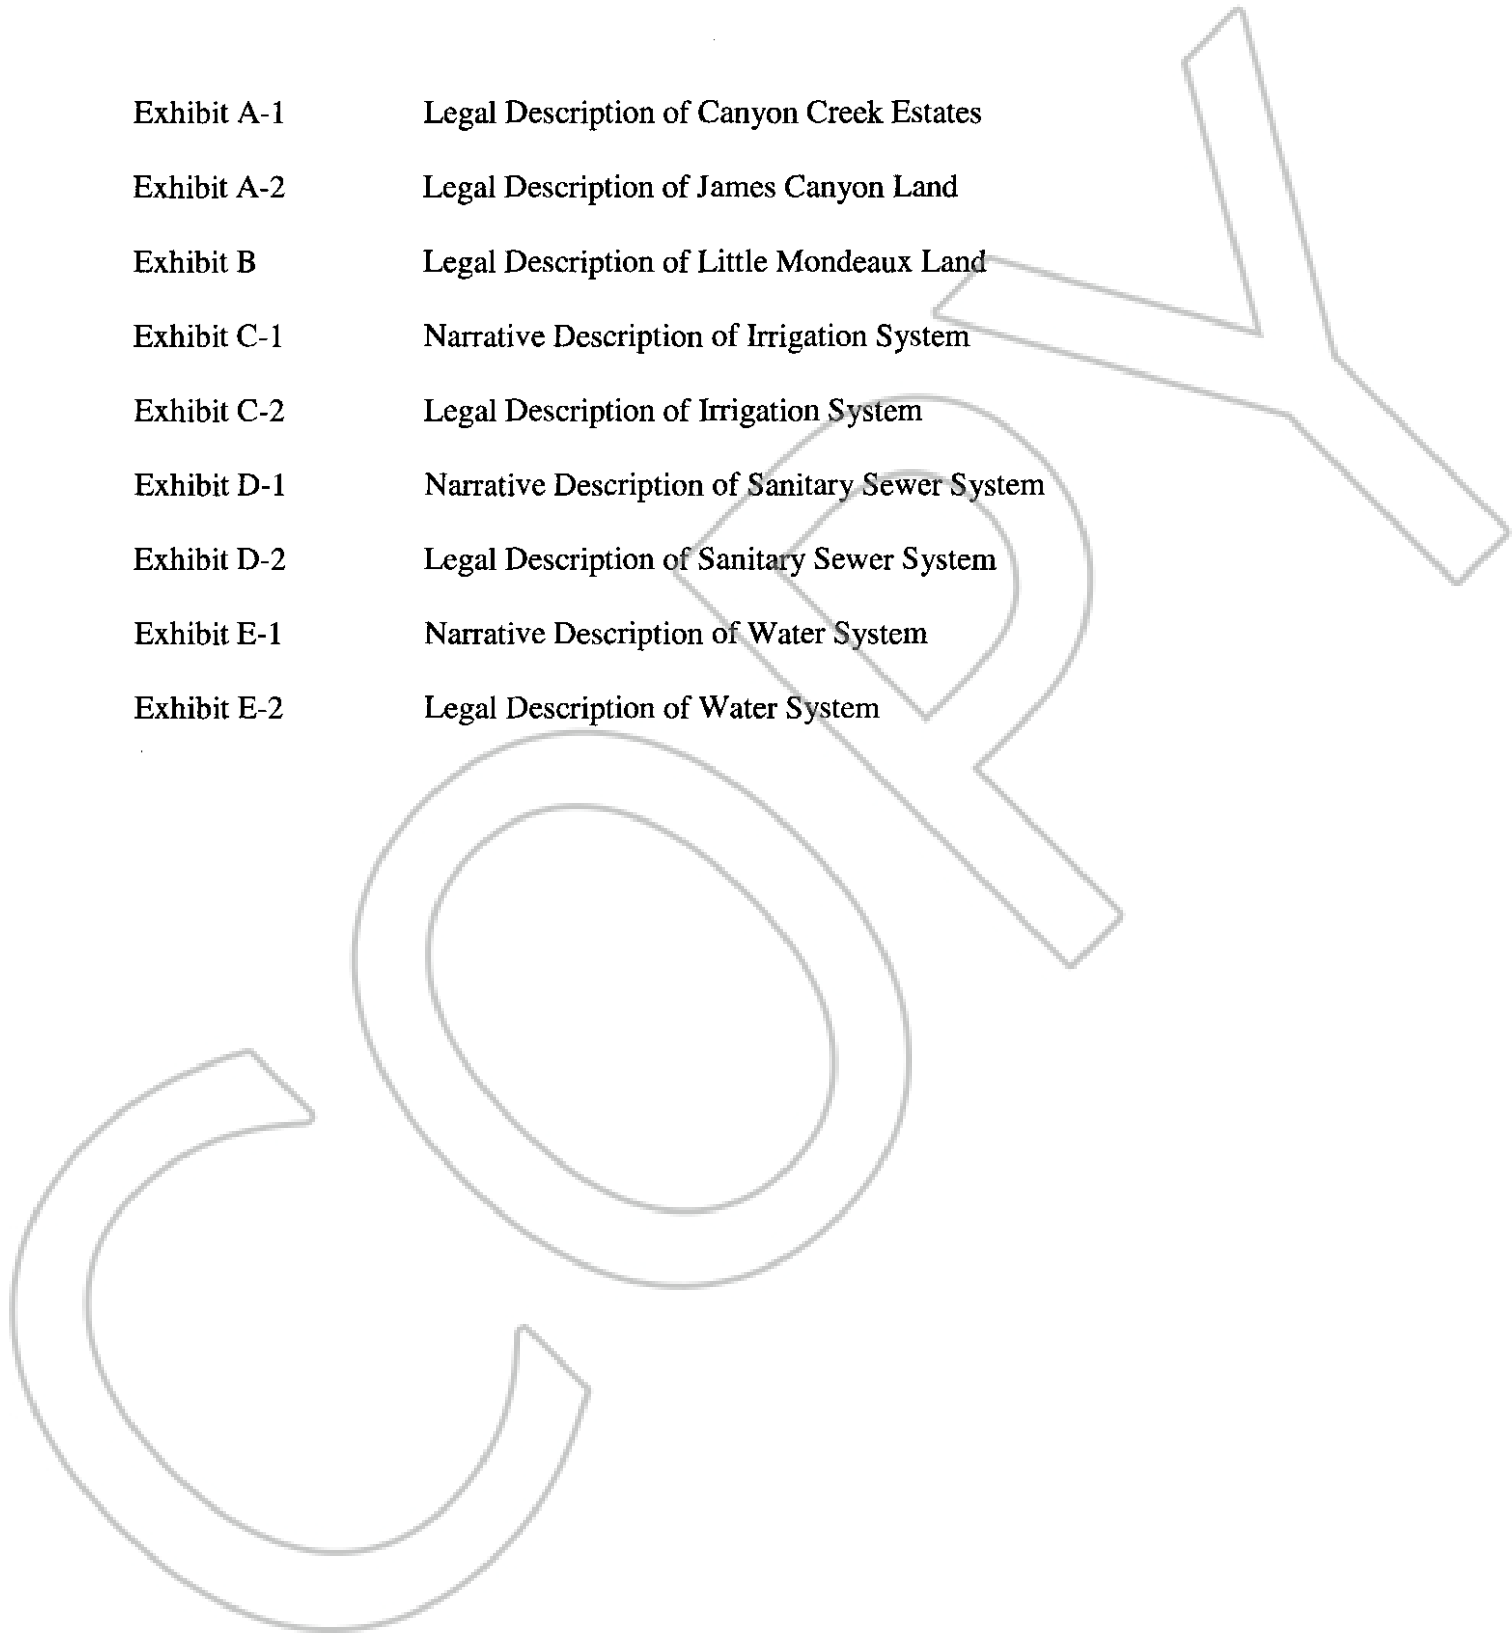 Exhibit A-1 Legal Description of Canyon Creek Estates
Exhibit A-2 Legal Description of James Canyon Land
Exhibit B Legal Description of Little Mondeaux Land
Exhibit C-1 Narrative Description of Irrigation System
Exhibit C-2 Legal Description of Irrigation System
Exhibit D-1 Narrative Description of Sanitary Sewer System
Exhibit D-2 Legal Description of Sanitary Sewer System
Exhibit E-1 Narrative Description of Water System
Exhibit E-2 Legal Description of Water System
COPY